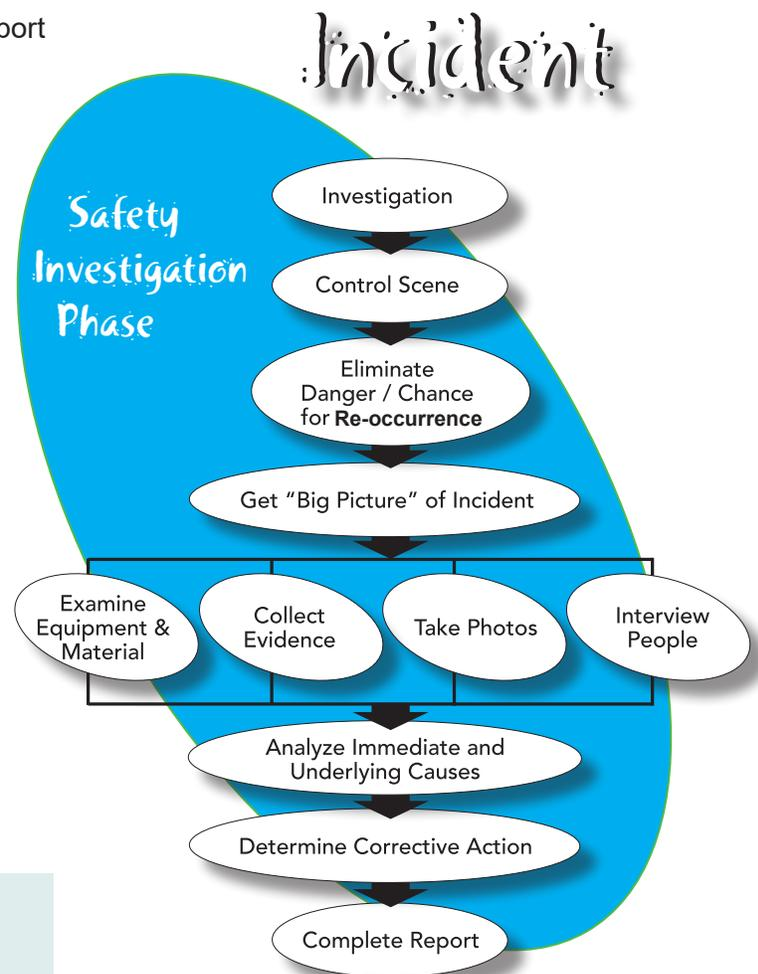 port
Incident
Safety
Investigation
Phase
Investigation
Control Scene
Eliminate
Danger / Chance
for Re-occurrence
Get “Big Picture” of Incident
Examine
Equipment &
Material
Collect
Evidence
Take Photos
Interview
People
Analyze Immediate and
Underlying Causes
Determine Corrective Action
Complete Report